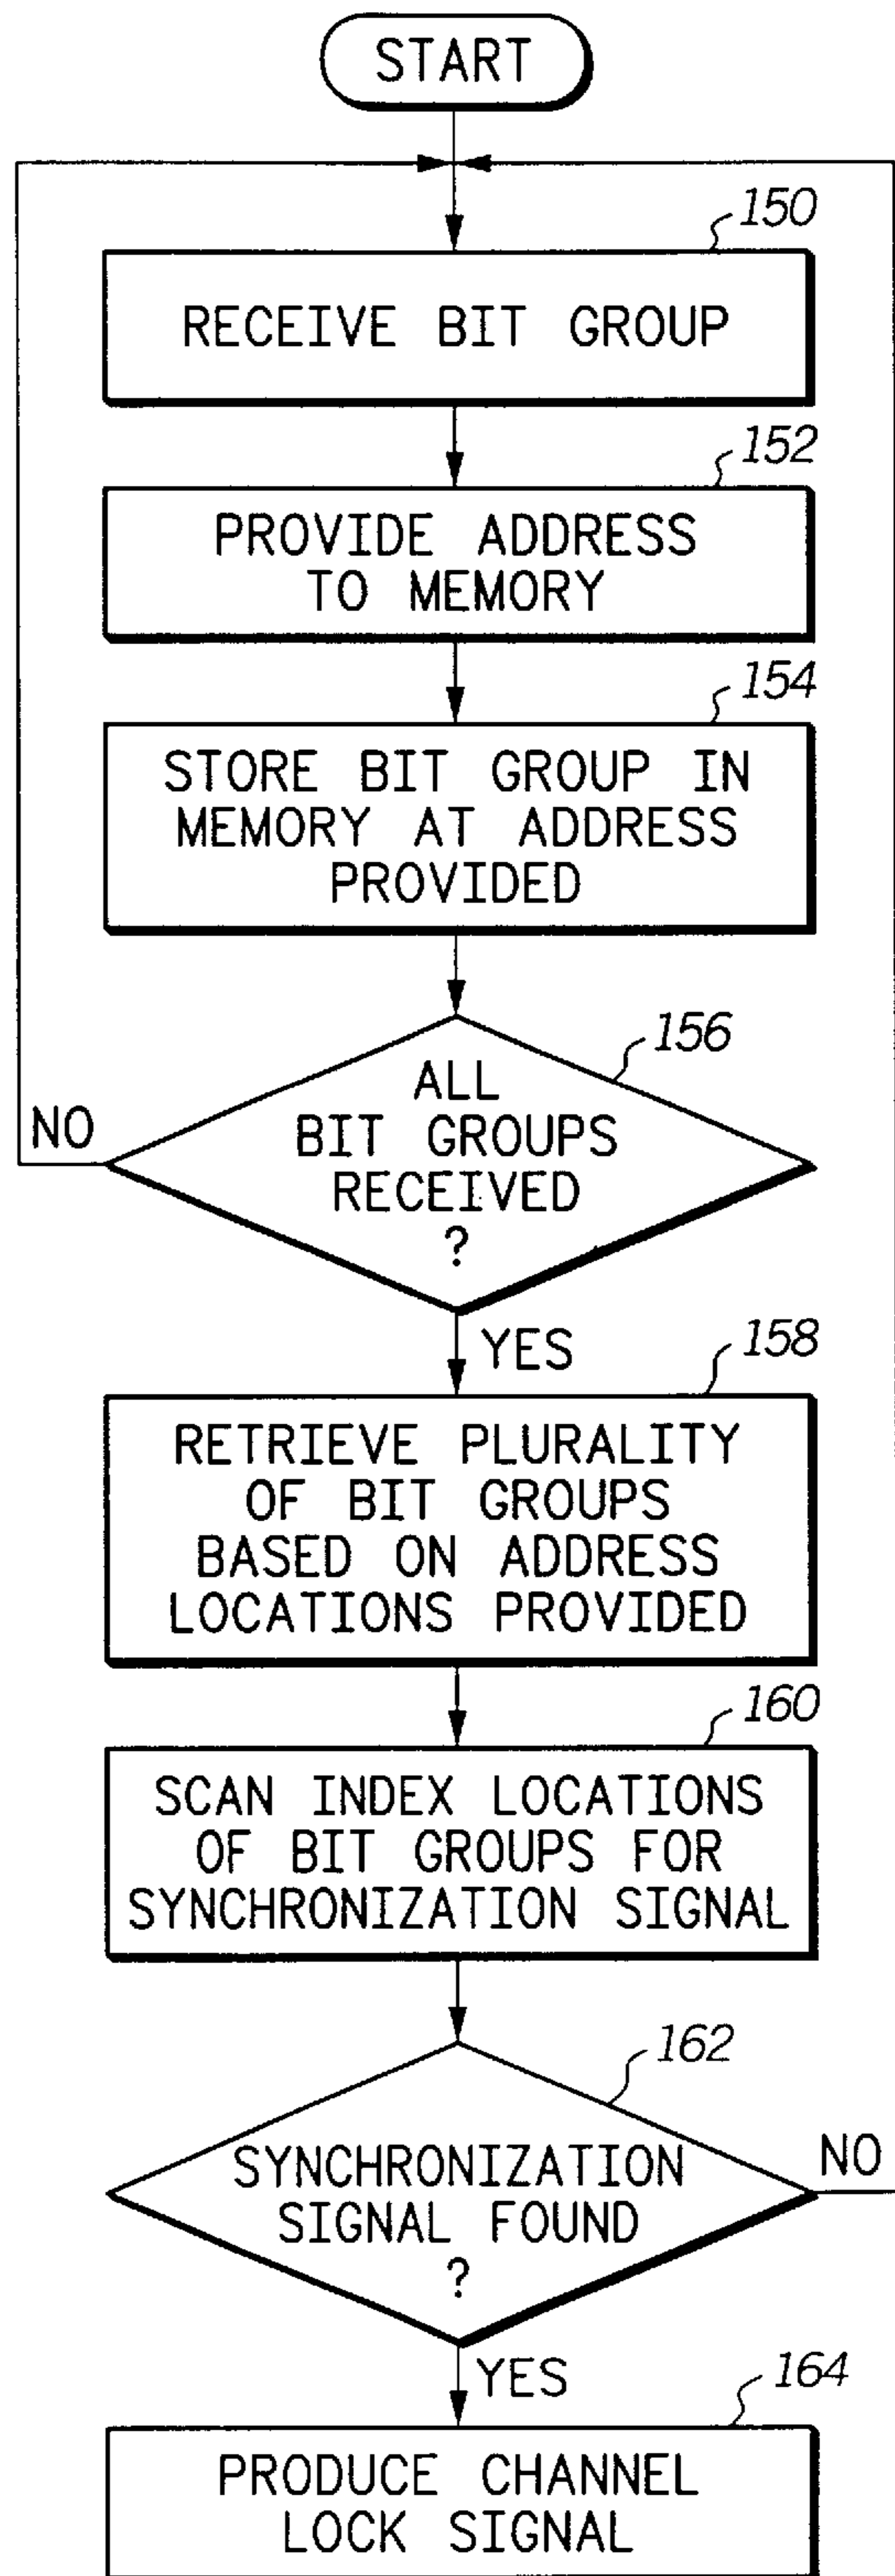 START
150
RECEIVE BIT GROUP
152
PROVIDE ADDRESS
TO MEMORY
154
STORE BIT GROUP IN
MEMORY AT ADDRESS
PROVIDED
156
ALL
BIT GROUPS
RECEIVED
?
NO
YES
158
RETRIEVE PLURALITY
OF BIT GROUPS
BASED ON ADDRESS
LOCATIONS PROVIDED
160
SCAN INDEX LOCATIONS
OF BIT GROUPS FOR
SYNCHRONIZATION SIGNAL
162
SYNCHRONIZATION
SIGNAL FOUND
?
NO
YES
164
PRODUCE CHANNEL
LOCK SIGNAL